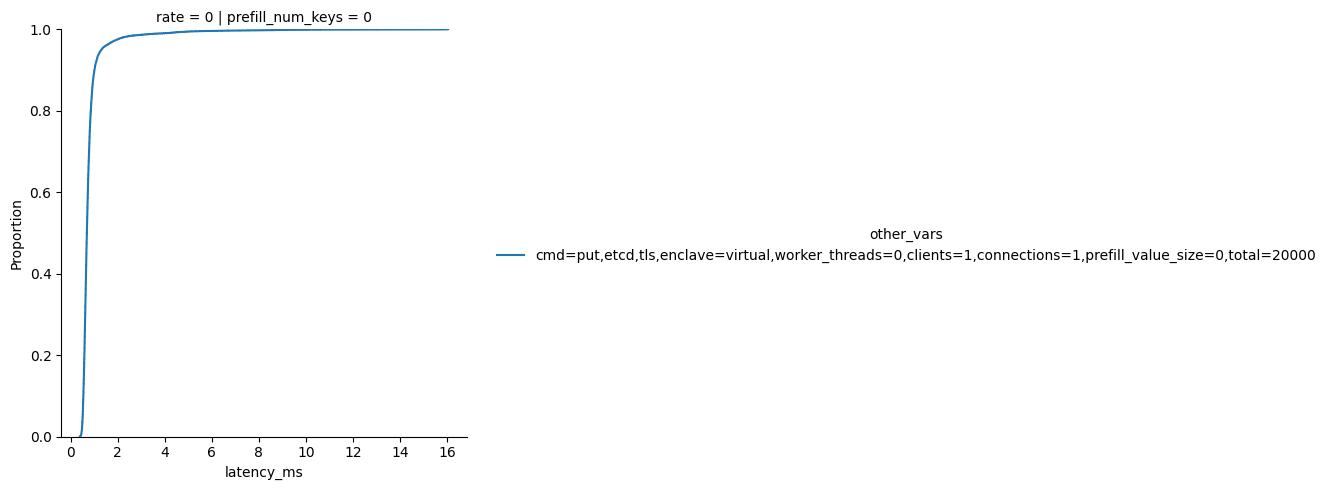 rate = 0 | prefill_num_keys = 0
1.0
0.8
0.6
0.4
0.2
0.0
Proportion
0 2 4 6 8 10 12 14 16
latency_ms
other_vars
cmd=put,etcd,tls,enclave=virtual,worker_threads=0,clients=1,connections=1,prefill_value_size=0,total=20000